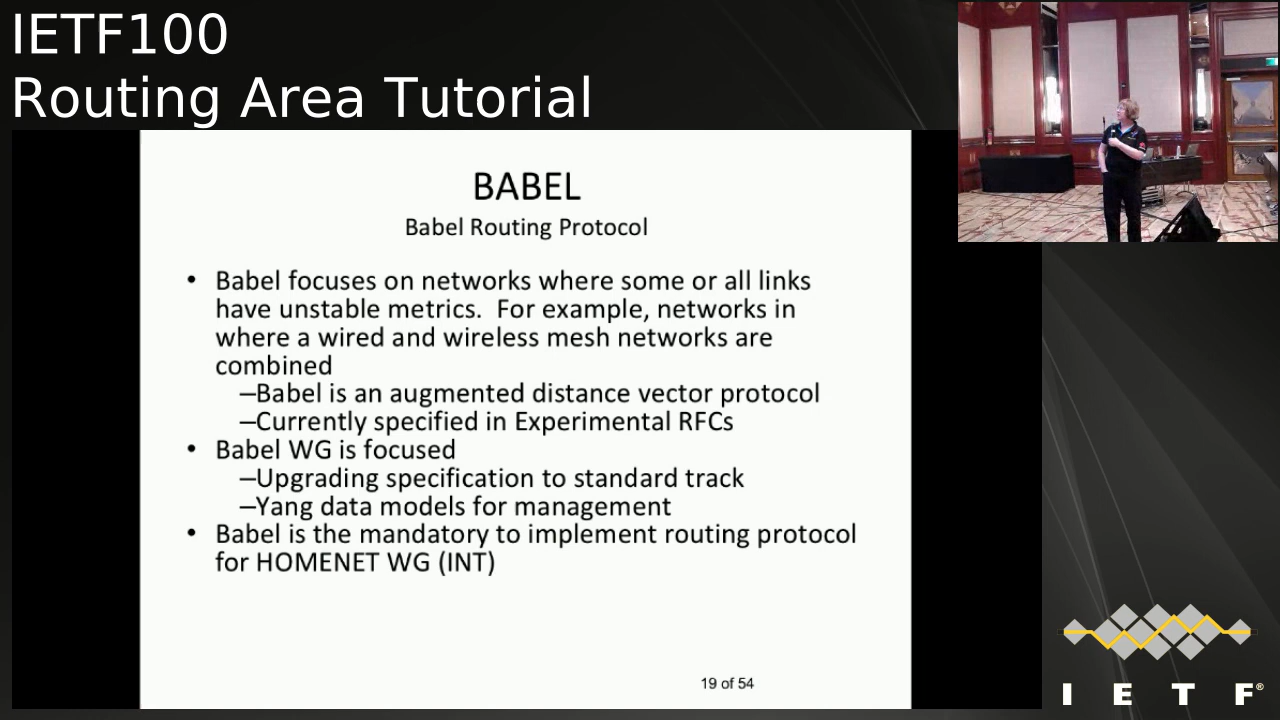 IETF100
Routing Area Tutorial
BABEL
Babel Routing Protocol
• Babel focuses on networks where some or all links
have unstable metrics.  For example, networks in
where a wired and wireless mesh networks are
combined
–Babel is an augmented distance vector protocol
–Currently specified in Experimental RFCs
• Babel WG is focused
–Upgrading specification to standard track
–Yang data models for management
• Babel is the mandatory to implement routing protocol
for HOMENET WG (INT)
19 of 54
I E T F®